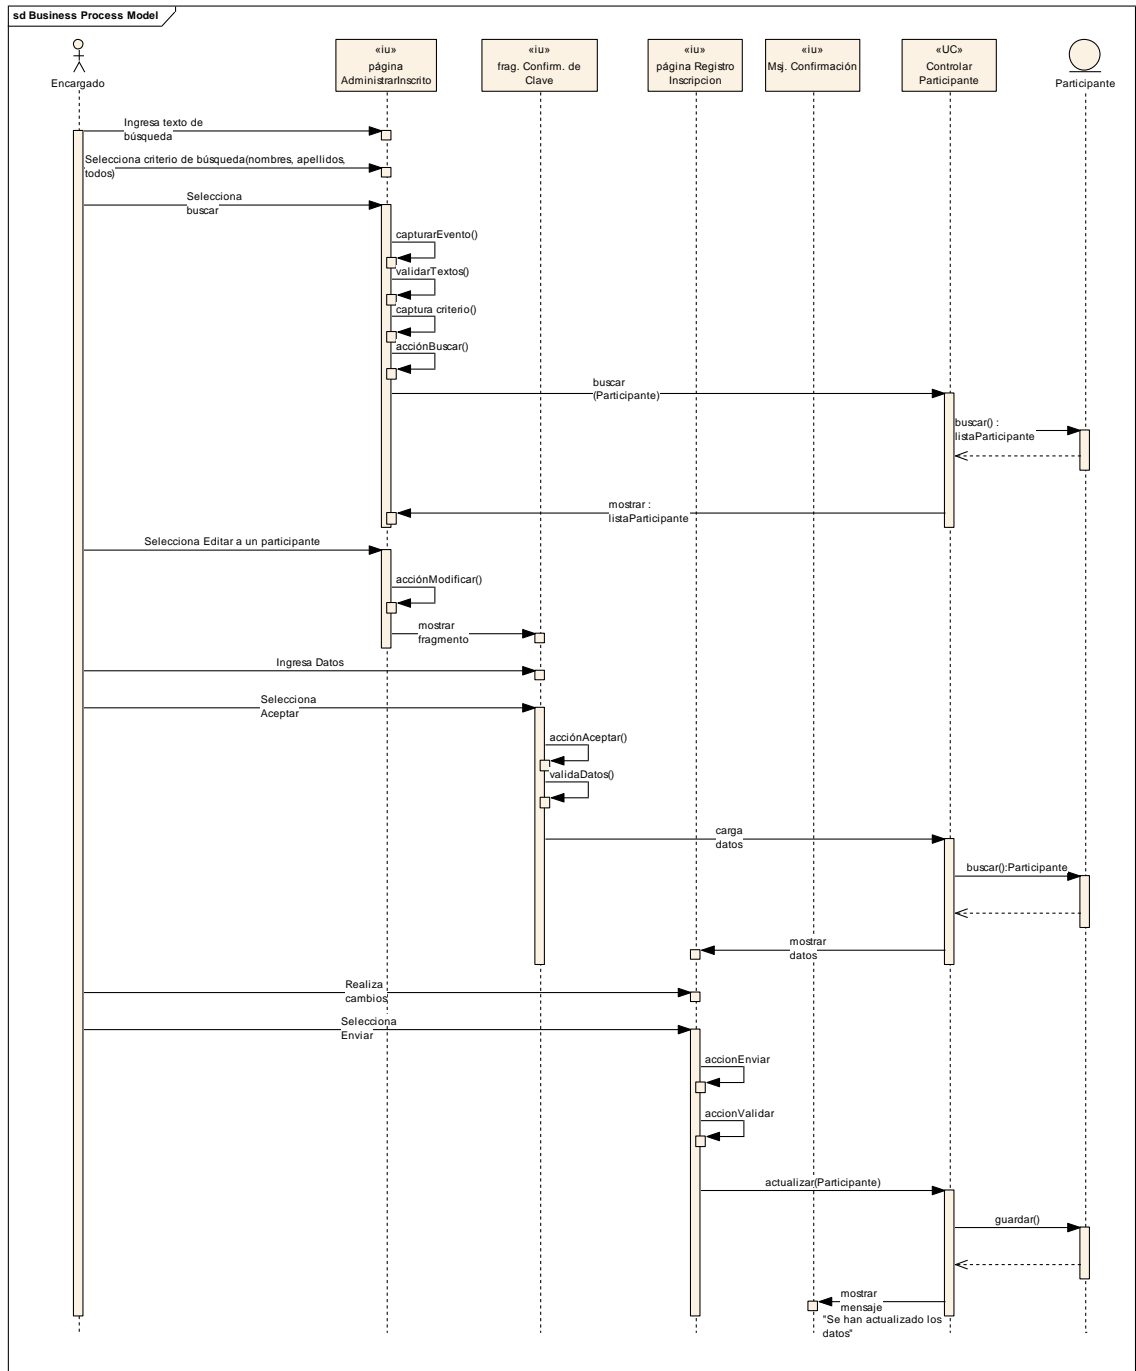 sd Business Process Model
Encargado
«iu»
página
AdministrarInscrito
«iu»
frag. Confirm. de
Clave
«iu»
página Registro
Inscripcion
«iu»
Msj. Confirmación
«UC»
Controlar
Participante
Participante
Ingresa texto de
búsqueda
Selecciona criterio de búsqueda(nombres, apellidos,
todos)
Selecciona
buscar
capturarEvento()
validarTextos()
captura criterio()
acciónBuscar()
buscar
(Participante)
buscar() :
listaParticipante
mostrar :
listaParticipante
Selecciona Editar a un participante
acciónModificar()
mostrar
fragmento
Ingresa Datos
Selecciona
Aceptar
acciónAceptar()
validaDatos()
carga
datos
buscar():Participante
mostrar
datos
Realiza
cambios
Selecciona
Enviar
accionEnviar
accionValidar
actualizar(Participante)
guardar()
mostrar
mensaje
"Se han actualizado los
datos"